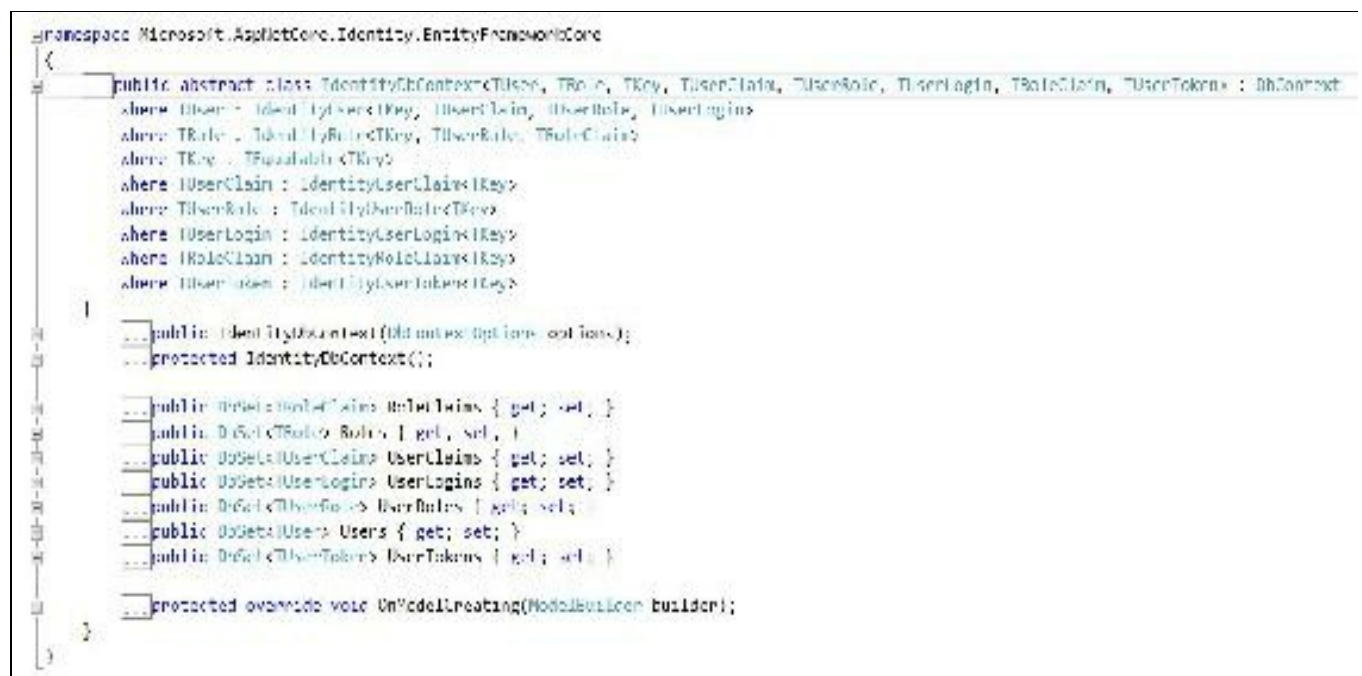 namespace Microsoft.AspNetCore.Identity.EntityFrameworkCore
{
...public abstract class IdentityDbContext<TUser, TRole, TKey, TUserClaim, TUserRole, TUserLogin, TRoleClaim, TUserToken> : DbContext
where TUser : IdentityUser<TKey, TUserClaim, TUserRole, TUserLogin>
where TRole : IdentityRole<TKey, TUserRole, TRoleClaim>
where TKey : IEquatable<TKey>
where TUserClaim : IdentityUserClaim<TKey>
where TUserRole : IdentityUserRole<TKey>
where TUserLogin : IdentityUserLogin<TKey>
where TRoleClaim : IdentityRoleClaim<TKey>
where TUserToken : IdentityUserToken<TKey>
{
...public IdentityDbContext(DbContextOptions options);
...protected IdentityDbContext();
...public DbSet<TRoleClaim> RoleClaims { get; set; }
...public DbSet<TRole> Roles { get; set; }
...public DbSet<TUserClaim> UserClaims { get; set; }
...public DbSet<TUserLogin> UserLogins { get; set; }
...public DbSet<TUserRole> UserRoles { get; set; }
...public DbSet<TUser> Users { get; set; }
...public DbSet<TUserToken> UserTokens { get; set; }
...protected override void OnModelCreating(ModelBuilder builder);
}
}